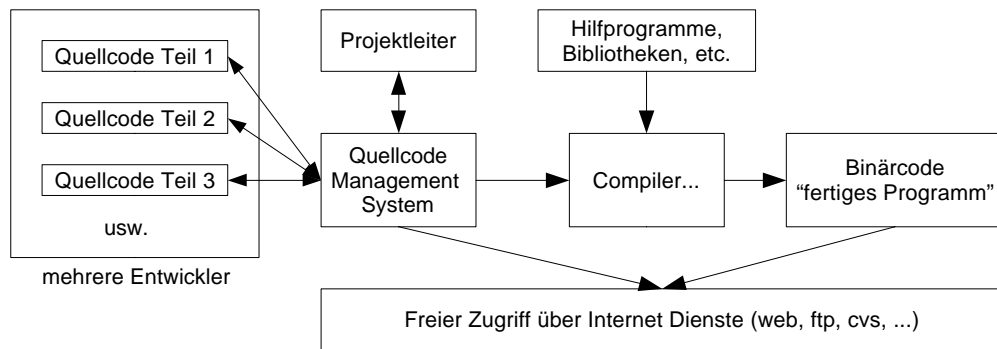 Quellcode Teil 1
Quellcode Teil 2
Quellcode Teil 3
usw.
mehrere Entwickler
Projektleiter
Quellcode
Management
System
Hilfprogramme,
Bibliotheken, etc.
Compiler...
Binärcode
“fertiges Programm”
Freier Zugriff über Internet Dienste (web, ftp, cvs, ...)